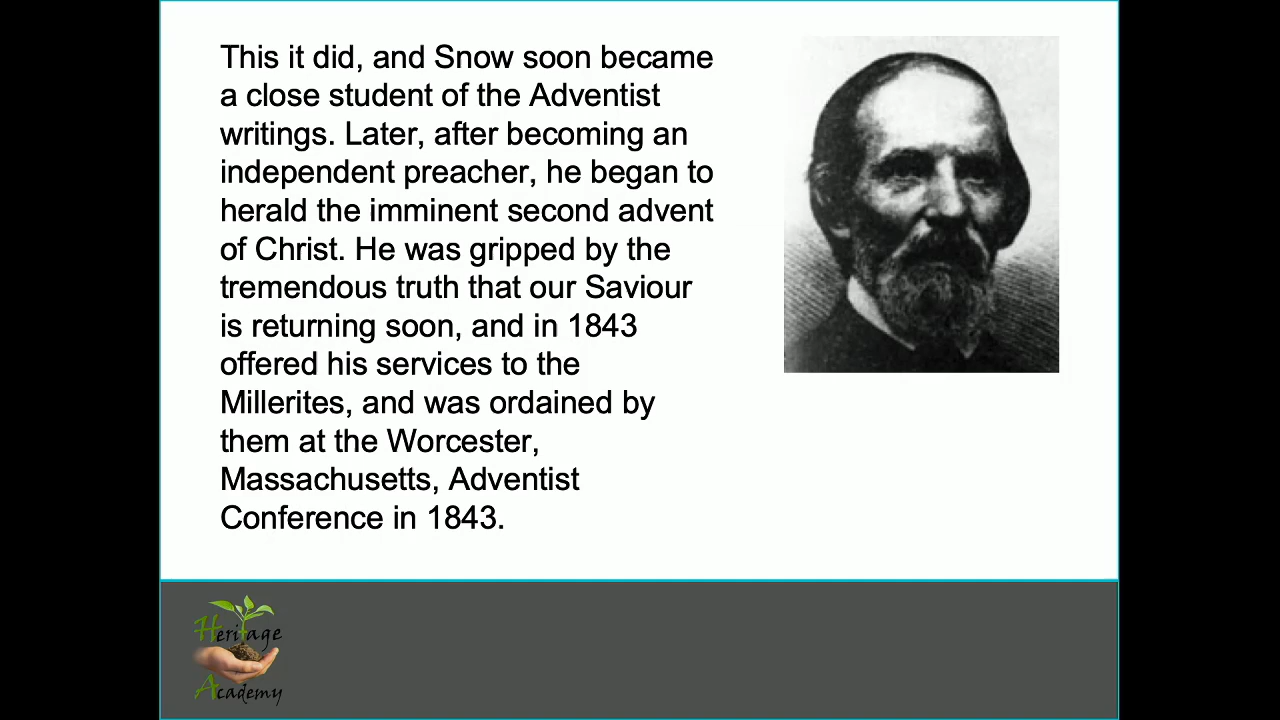 This it did, and Snow soon became
a close student of the Adventist
writings. Later, after becoming an
independent preacher, he began to
herald the imminent second advent
of Christ. He was gripped by the
tremendous truth that our Saviour
is returning soon, and in 1843
offered his services to the
Millerites, and was ordained by
them at the Worcester,
Massachusetts, Adventist
Conference in 1843.
Heritage
Academy